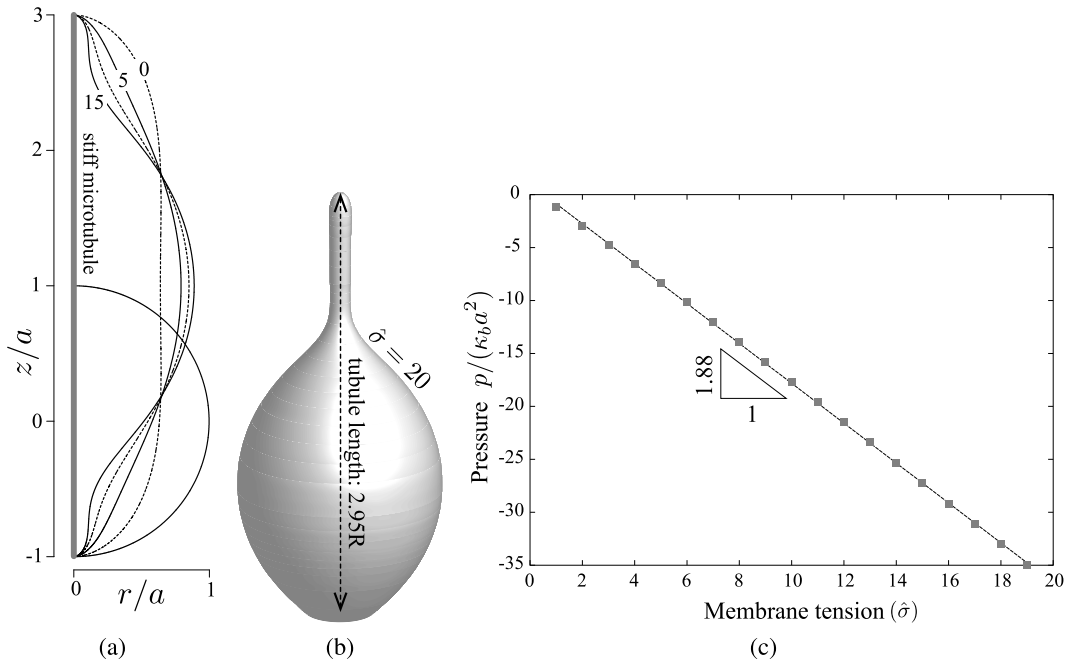 3
2
1
0
-1
z/a
0
5
15
stiff microtubule
0
1
r/a
(a)
σ̂ = 20
tubule length: 2.95R
(b)
0
-5
-10
-15
-20
-25
-30
-35
Pressure p/(κ_b a²)
1.88
1
0 2 4 6 8 10 12 14 16 18 20
Membrane tension (σ̂)
(c)